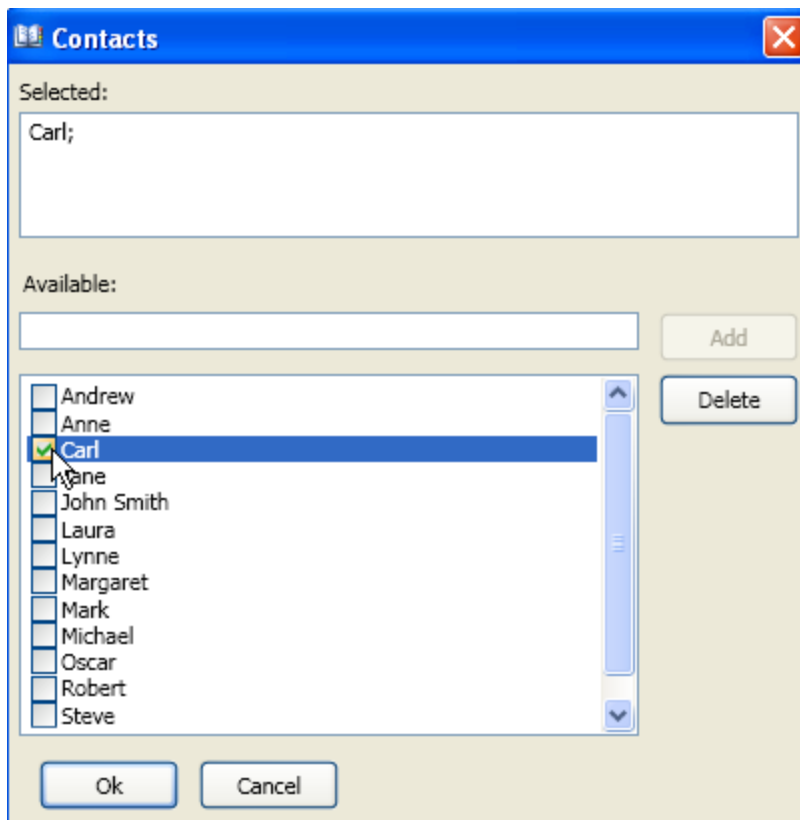 Contacts
Selected:
Carl;
Available:
Add
Delete
Andrew
Anne
Carl
Jane
John Smith
Laura
Lynne
Margaret
Mark
Michael
Oscar
Robert
Steve
Ok Cancel